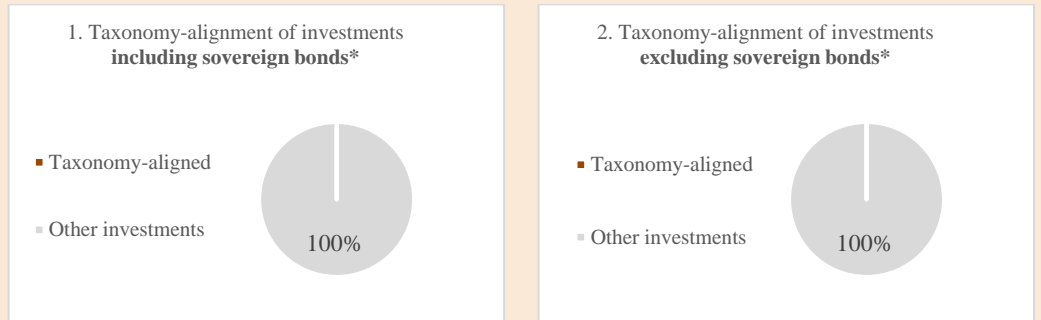 1. Taxonomy-alignment of investments
including sovereign bonds*
Taxonomy-aligned
Other investments
100%
2. Taxonomy-alignment of investments
excluding sovereign bonds*
Taxonomy-aligned
Other investments
100%